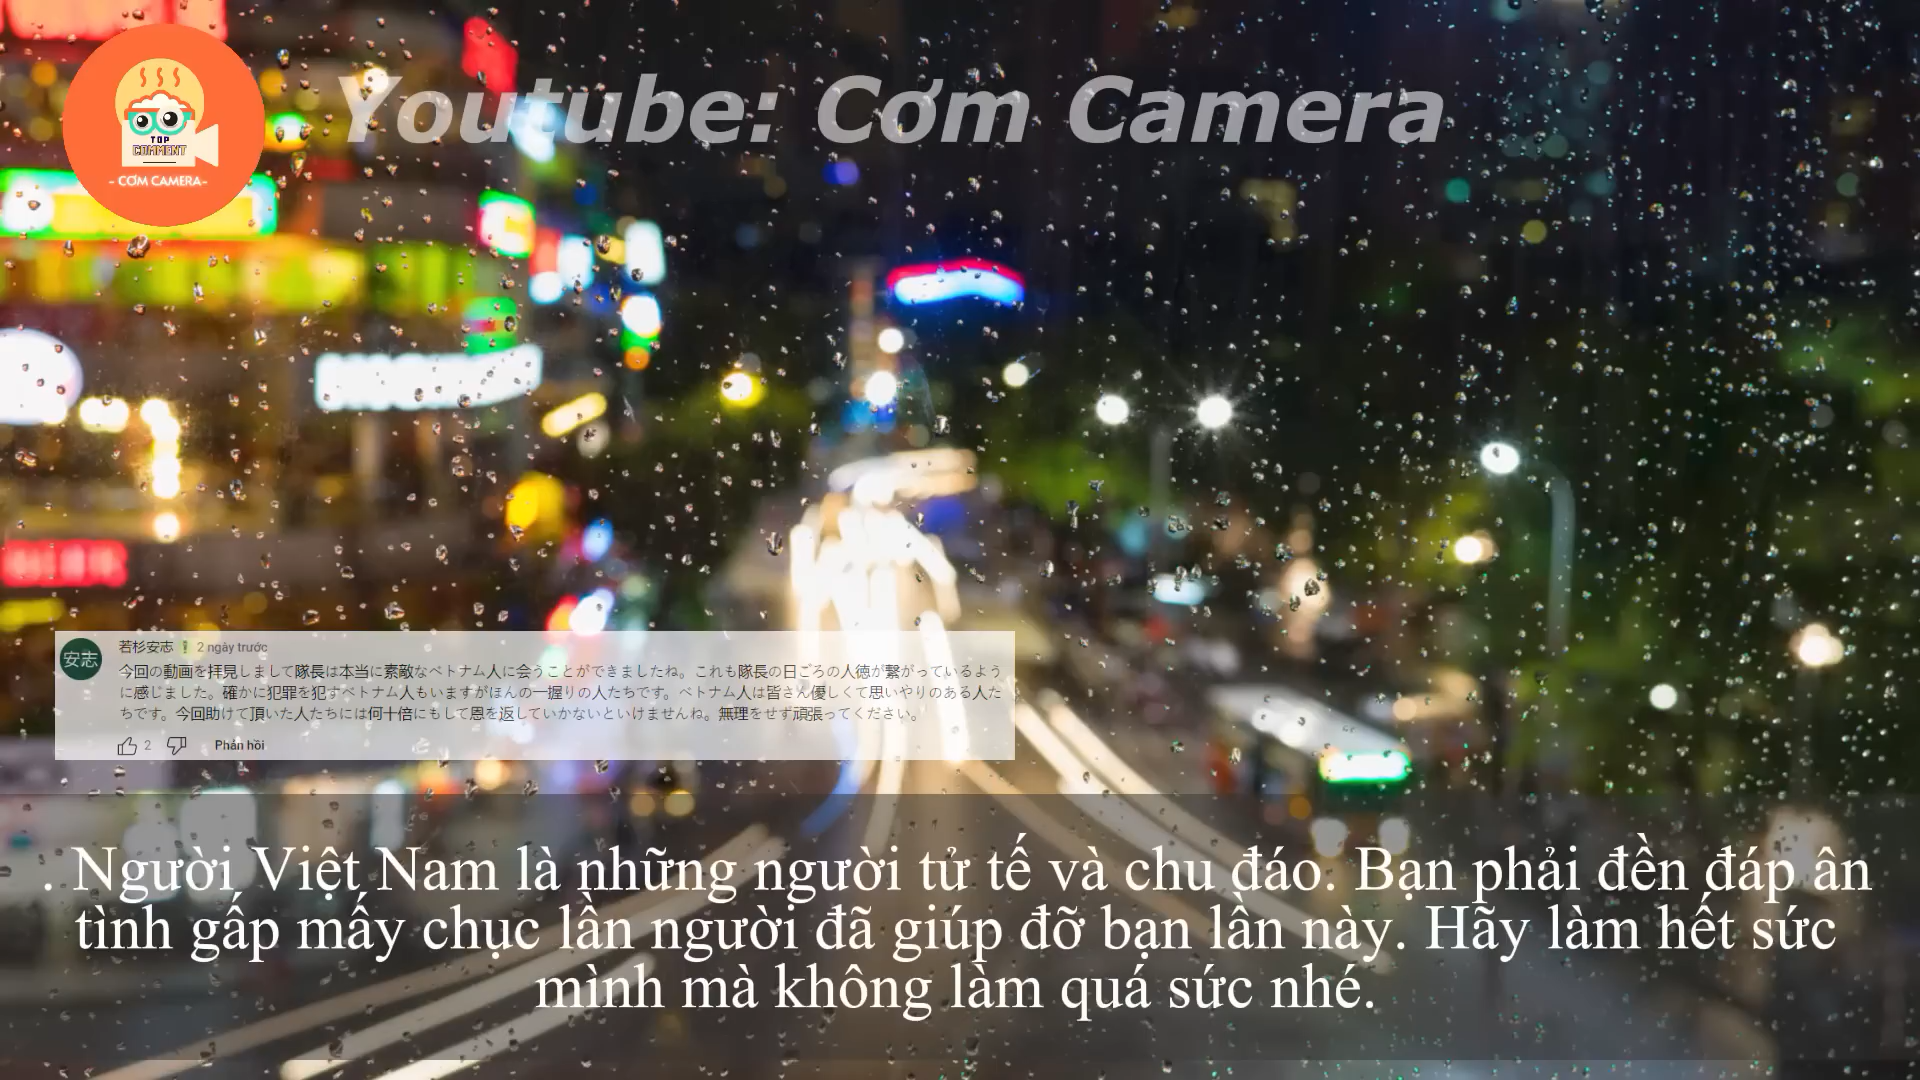 Youtube: Cơm Camera
TOP
COMMENT
- CƠM CAMERA-
安志
若杉安志 2 ngày trước
今回の動画を拝見しまして隊長は本当に素敵なベトナム人に会うことができましたね。これも隊長の日ごろの人徳が繋がっているよう
に感じました。確かに犯罪を犯すベトナム人もいますがほんの一握りの人たちです。ベトナム人は皆さん優しくて思いやりのある人た
ちです。今回助けて頂いた人たちには何十倍にもして恩を返していかないといけませんね。無理をせず頑張ってください。
2 Phản hồi
. Người Việt Nam là những người tử tế và chu đáo. Bạn phải đền đáp ân
tình gấp mấy chục lần người đã giúp đỡ bạn lần này. Hãy làm hết sức
mình mà không làm quá sức nhé.